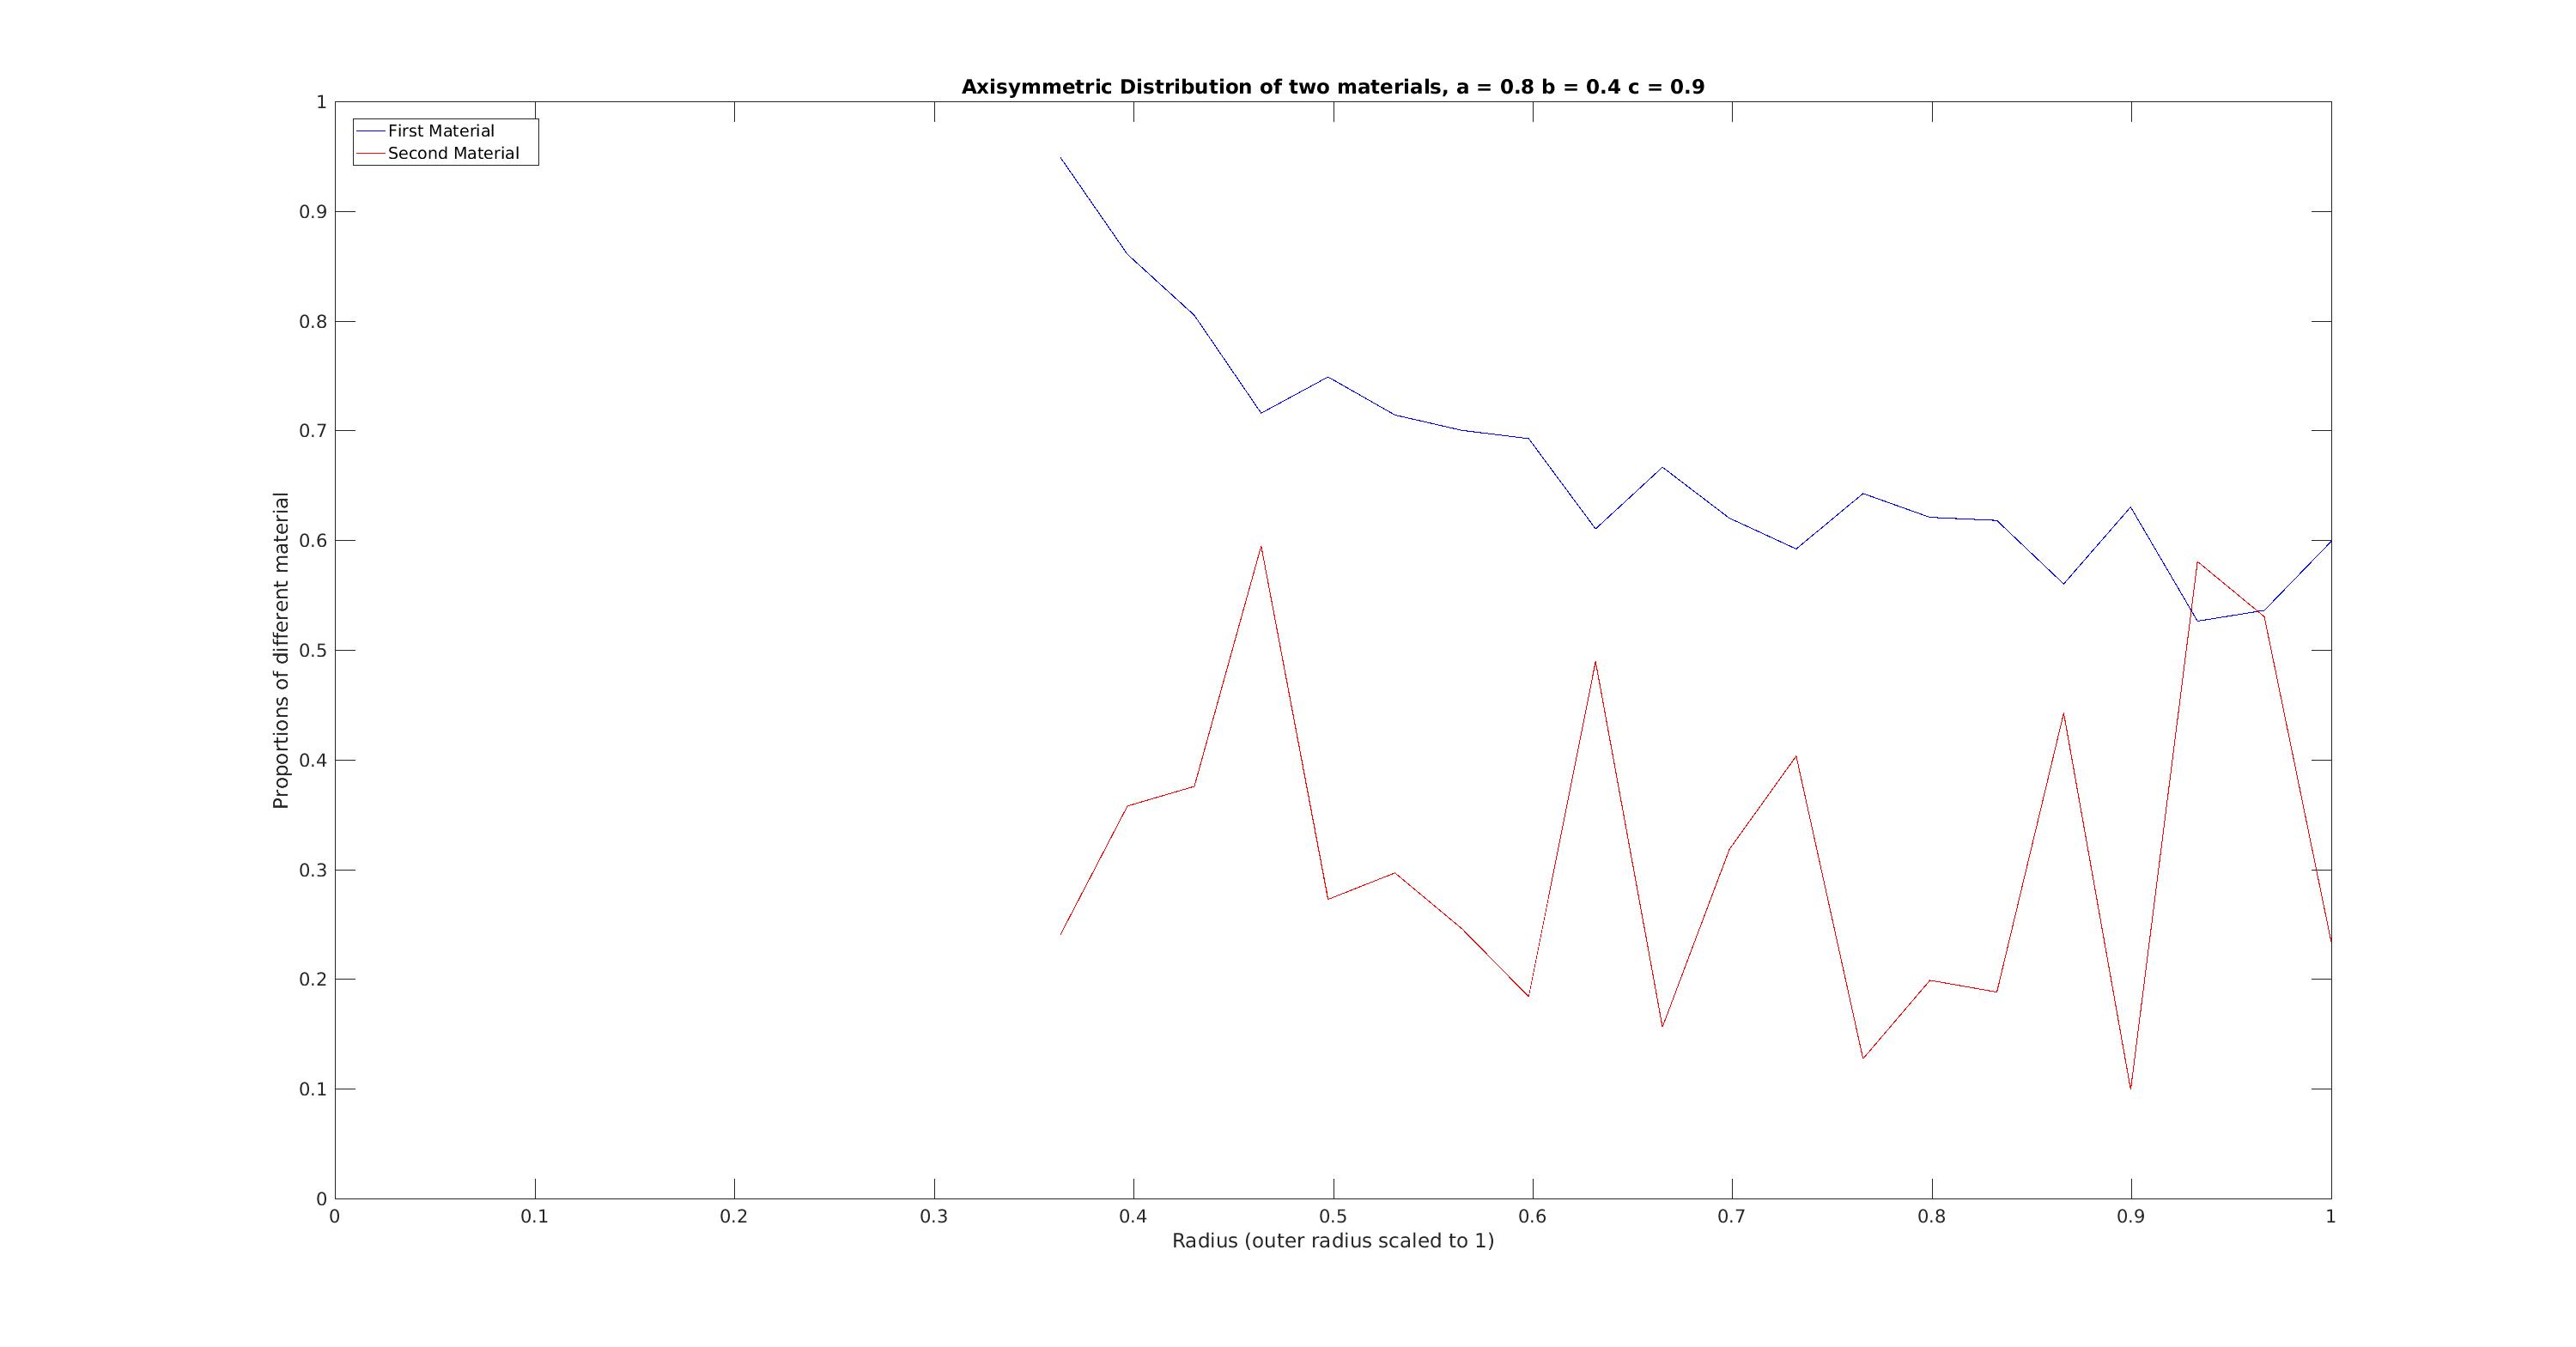 Axisymmetric Distribution of two materials, a = 0.8 b = 0.4 c = 0.9
First Material
Second Material
1
0.9
0.8
0.7
0.6
0.5
0.4
0.3
0.2
0.1
0
Proportions of different material
0 0.1 0.2 0.3 0.4 0.5 0.6 0.7 0.8 0.9 1
Radius (outer radius scaled to 1)